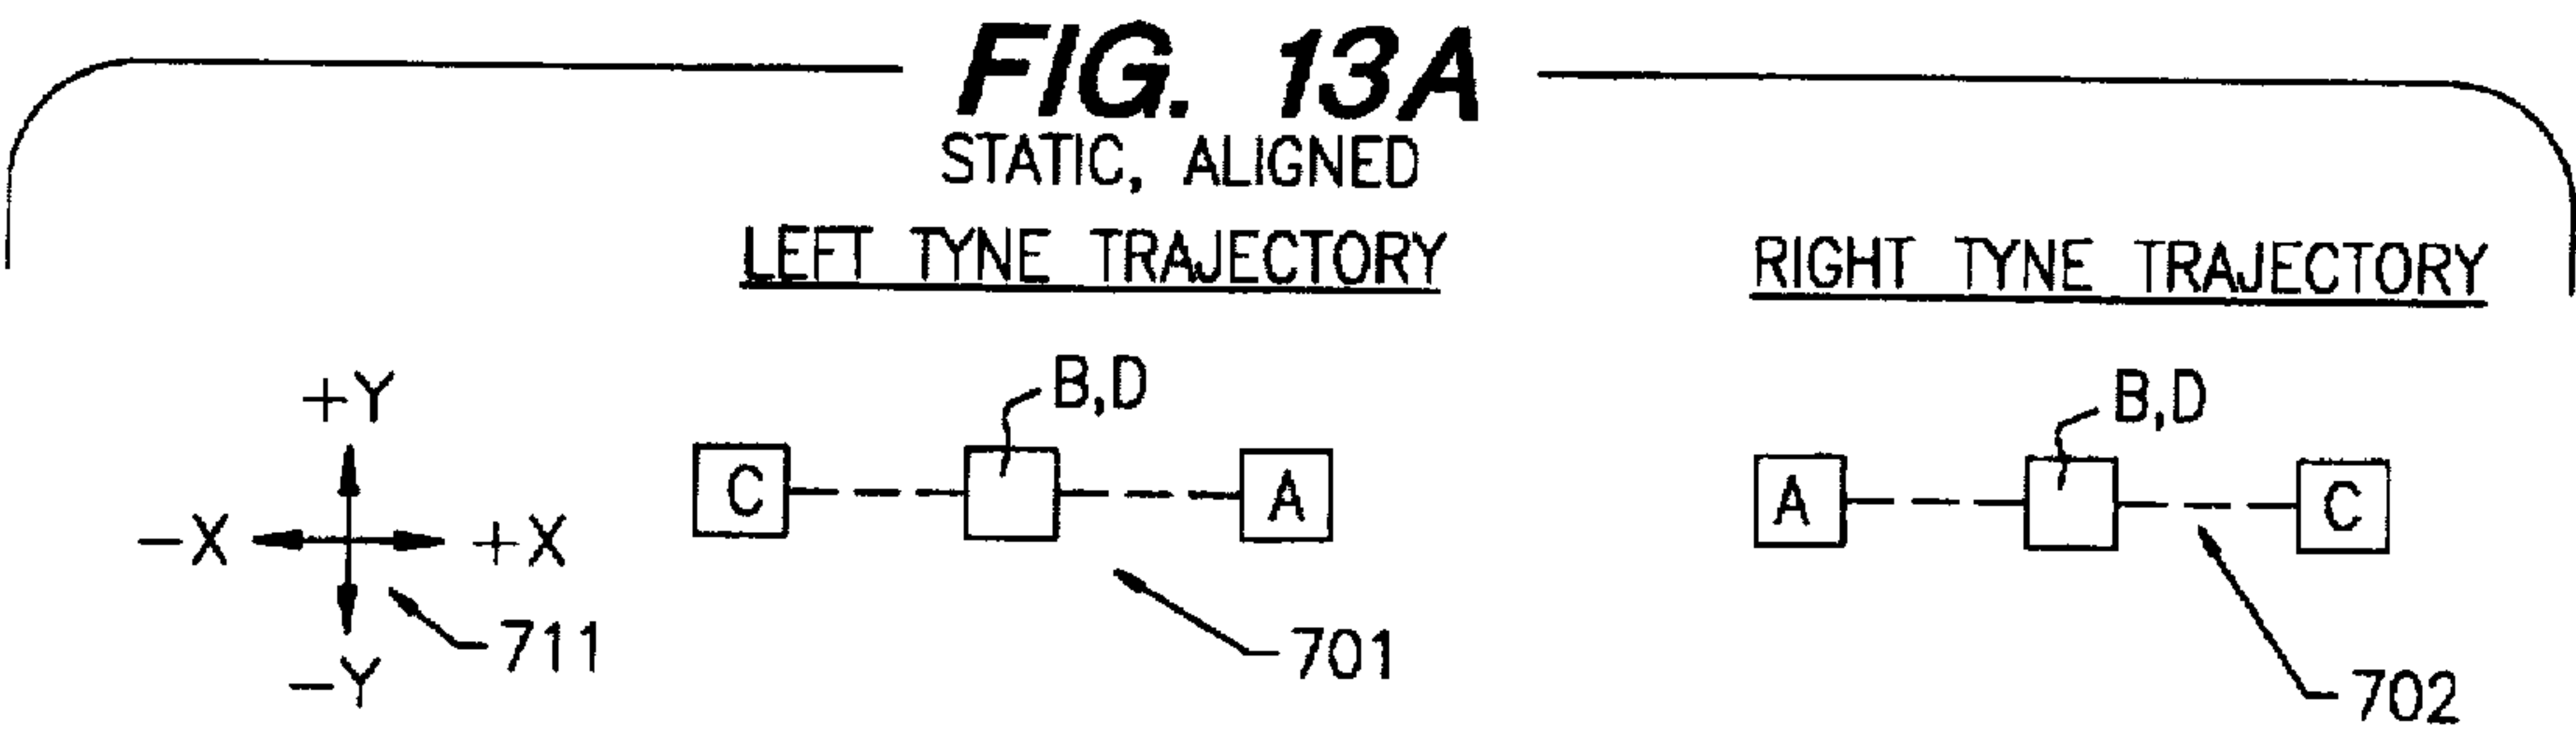 FIG. 13A
STATIC, ALIGNED
LEFT TYNE TRAJECTORY
RIGHT TYNE TRAJECTORY
+Y
-X
+X
-Y
711
B,D
C
A
701
B,D
A
C
702